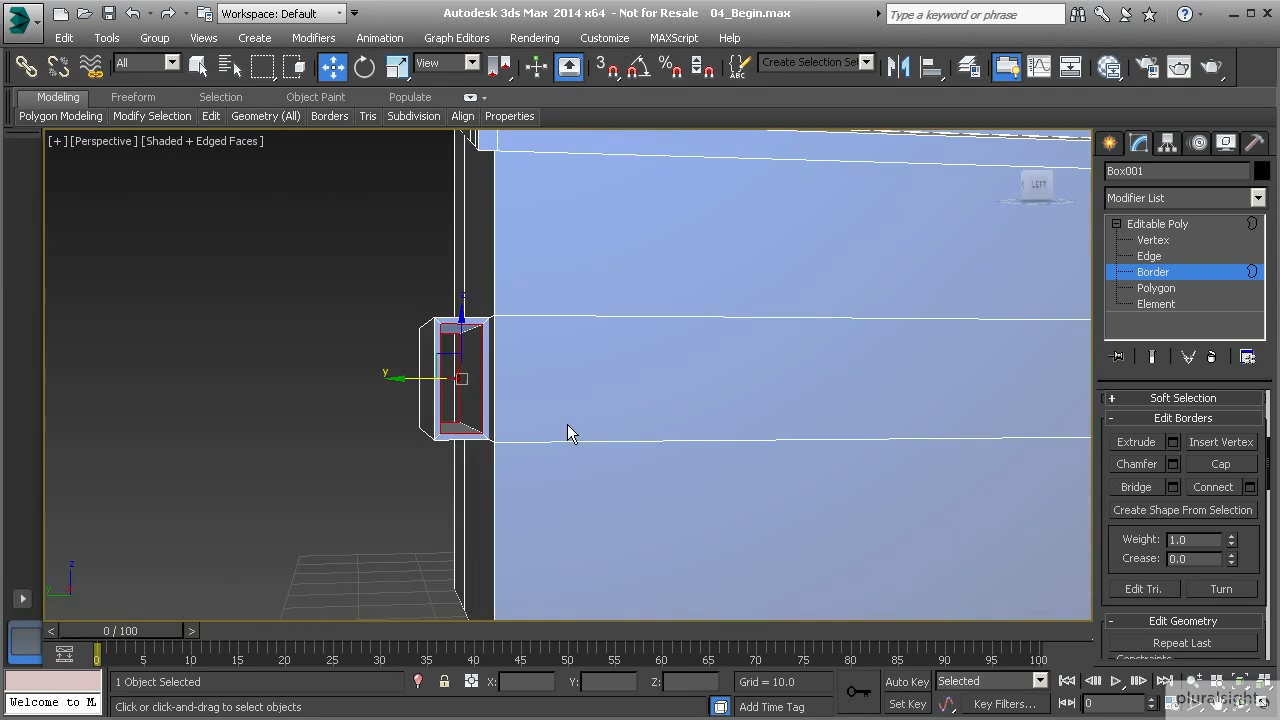 Workspace: Default
Autodesk 3ds Max 2014 x64 - Not for Resale 04_Begin.max
Type a keyword or phrase
Edit Tools Group Views Create Modifiers Animation Graph Editors Rendering Customize MAXScript Help
All View 3 Create Selection Se
Modeling Freeform Selection Object Paint Populate
Polygon Modeling Modify Selection Edit Geometry (All) Borders Tris Subdivision Align Properties
[+] [Perspective] [Shaded + Edged Faces]
LEFT
z
y
z
y
Box001
Modifier List
Editable Poly
Vertex
Edge
Border
Polygon
Element
+ Soft Selection
- Edit Borders
Extrude Insert Vertex
Chamfer Cap
Bridge Connect
Create Shape From Selection
Weight: 1.0
Crease: 0.0
Edit Tri. Turn
- Edit Geometry
Repeat Last
Constraints
< 0 / 100 >
0 5 10 15 20 25 30 35 40 45 50 55 60 65 70 75 80 85 90 95 100
1 Object Selected X: Y: Z: Grid = 10.0 Auto Key Selected
Welcome to M Click or click-and-drag to select objects Add Time Tag Set Key Key Filters... 0
pluralsight